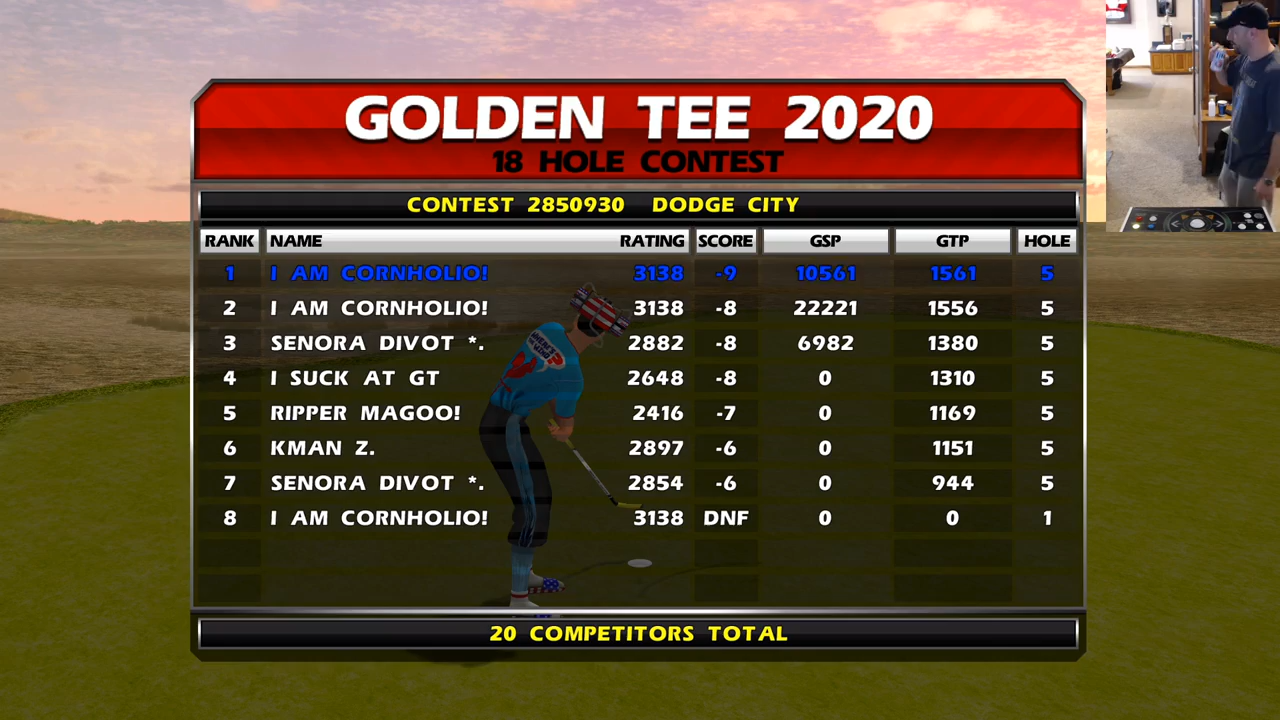 GOLDEN TEE 2020
18 HOLE CONTEST
CONTEST 2850930 DODGE CITY
RANK NAME RATING SCORE GSP GTP HOLE
1 I AM CORNHOLIO! 3138 -9 10561 1561 5
2 I AM CORNHOLIO! 3138 -8 22221 1556 5
3 SENORA DIVOT *. 2882 -8 6982 1380 5
4 I SUCK AT GT 2648 -8 0 1310 5
5 RIPPER MAGOO! 2416 -7 0 1169 5
6 KMAN Z. 2897 -6 0 1151 5
7 SENORA DIVOT *. 2854 -6 0 944 5
8 I AM CORNHOLIO! 3138 DNF 0 0 1
20 COMPETITORS TOTAL